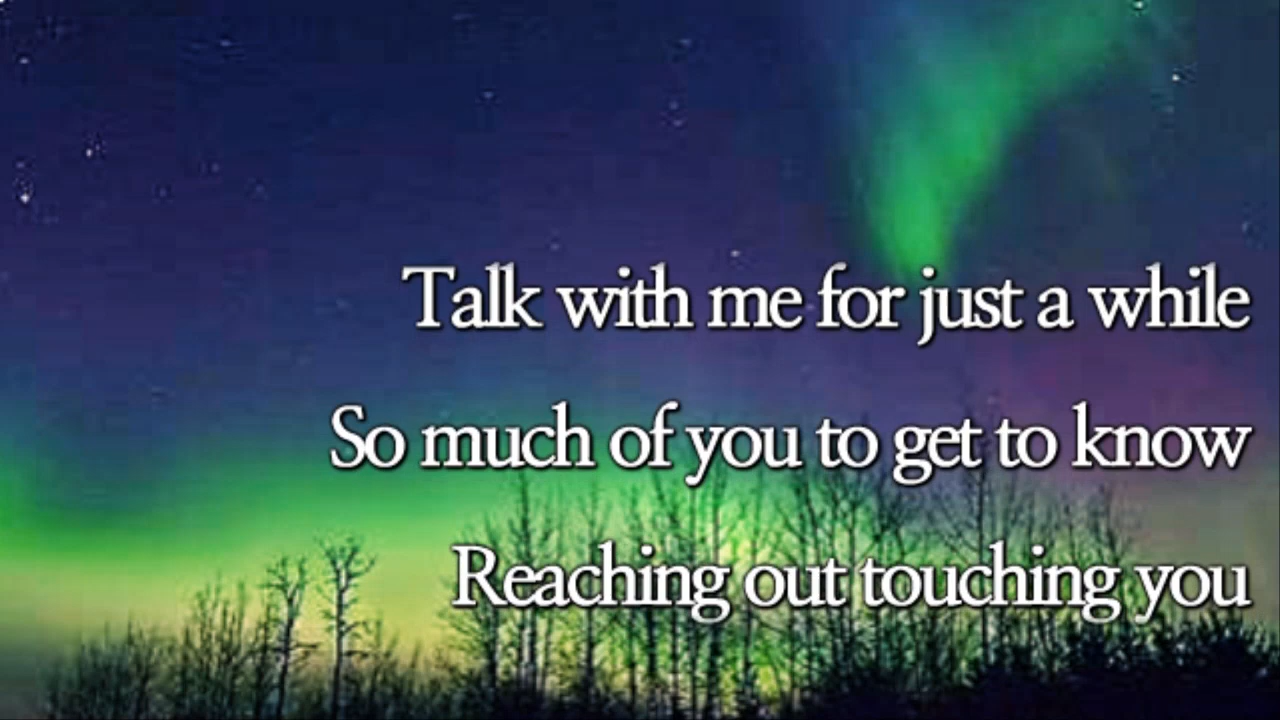 Talk with me for just a while
So much of you to get to know
Reaching out touching you